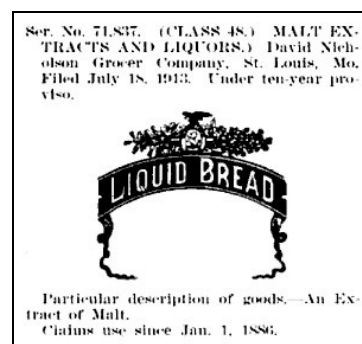 Ser. No. 71,837. (CLASS 48.) MALT EX-
TRACTS AND LIQUORS.) David Nich-
olson Grocer Company, St. Louis, Mo.
Filed July 18, 1913. Under ten-year pro-
viso.
LIQUID BREAD
Particular description of goods.—An Ex-
tract of Malt.
Claims use since Jan. 1, 1886.